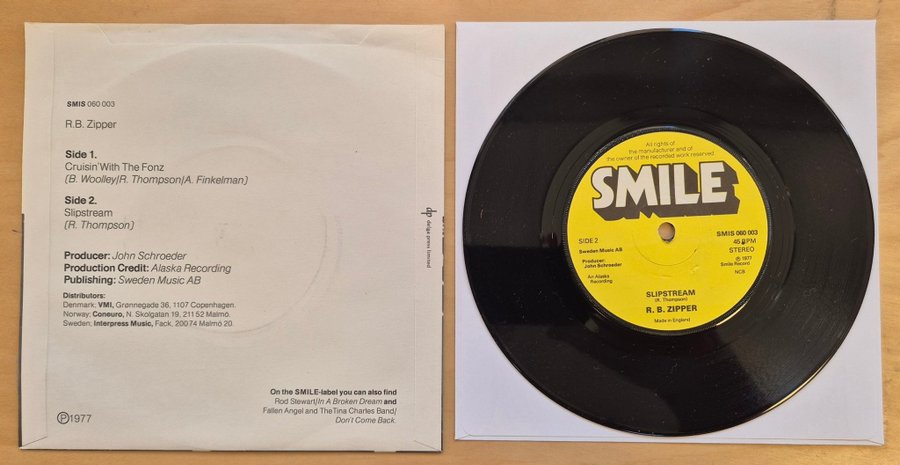 SMIS 060 003
R.B. Zipper
Side 1.
Cruisin' With The Fonz
(B. Woolley/R. Thompson/A. Finkelman)
Side 2.
Slipstream
(R. Thompson)
Producer: John Schroeder
Production Credit: Alaska Recording
Publishing: Sweden Music AB
Distributors:
Denmark: VMI, Grønnegade 36, 1107 Copenhagen.
Norway: Coneuro, N. Skolgatan 19, 211 52 Malmö.
Sweden: Interpress Music, Fack, 200 74 Malmö 20.
On the SMILE-label you can also find
Rod Stewart/In A Broken Dream and
Fallen Angel and The Tina Charles Band/
Don't Come Back.
Ⓟ1977
dp delga press limited
All rights of
the manufacturer and of
the owner of the recorded work reserved
SMILE
SIDE 2
Sweden Music AB
Producer:
John Schroeder
An Alaska
Recording
SMIS 060 003
45 RPM
STEREO
Ⓟ 1977
Smile Record
NCB
SLIPSTREAM
(R. Thompson)
R. B. ZIPPER
Made in England